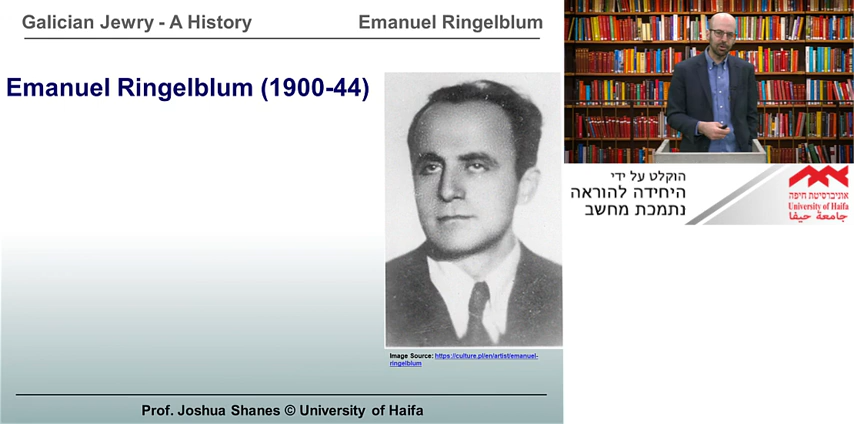 Galician Jewry - A History
Emanuel Ringelblum
Emanuel Ringelblum (1900-44)
Image Source: https://culture.pl/en/artist/emanuel-
ringelblum
Prof. Joshua Shanes © University of Haifa
הוקלט על ידי
היחידה להוראה
נתמכת מחשב
אוניברסיטת חיפה
University of Haifa
جامعة حيفا